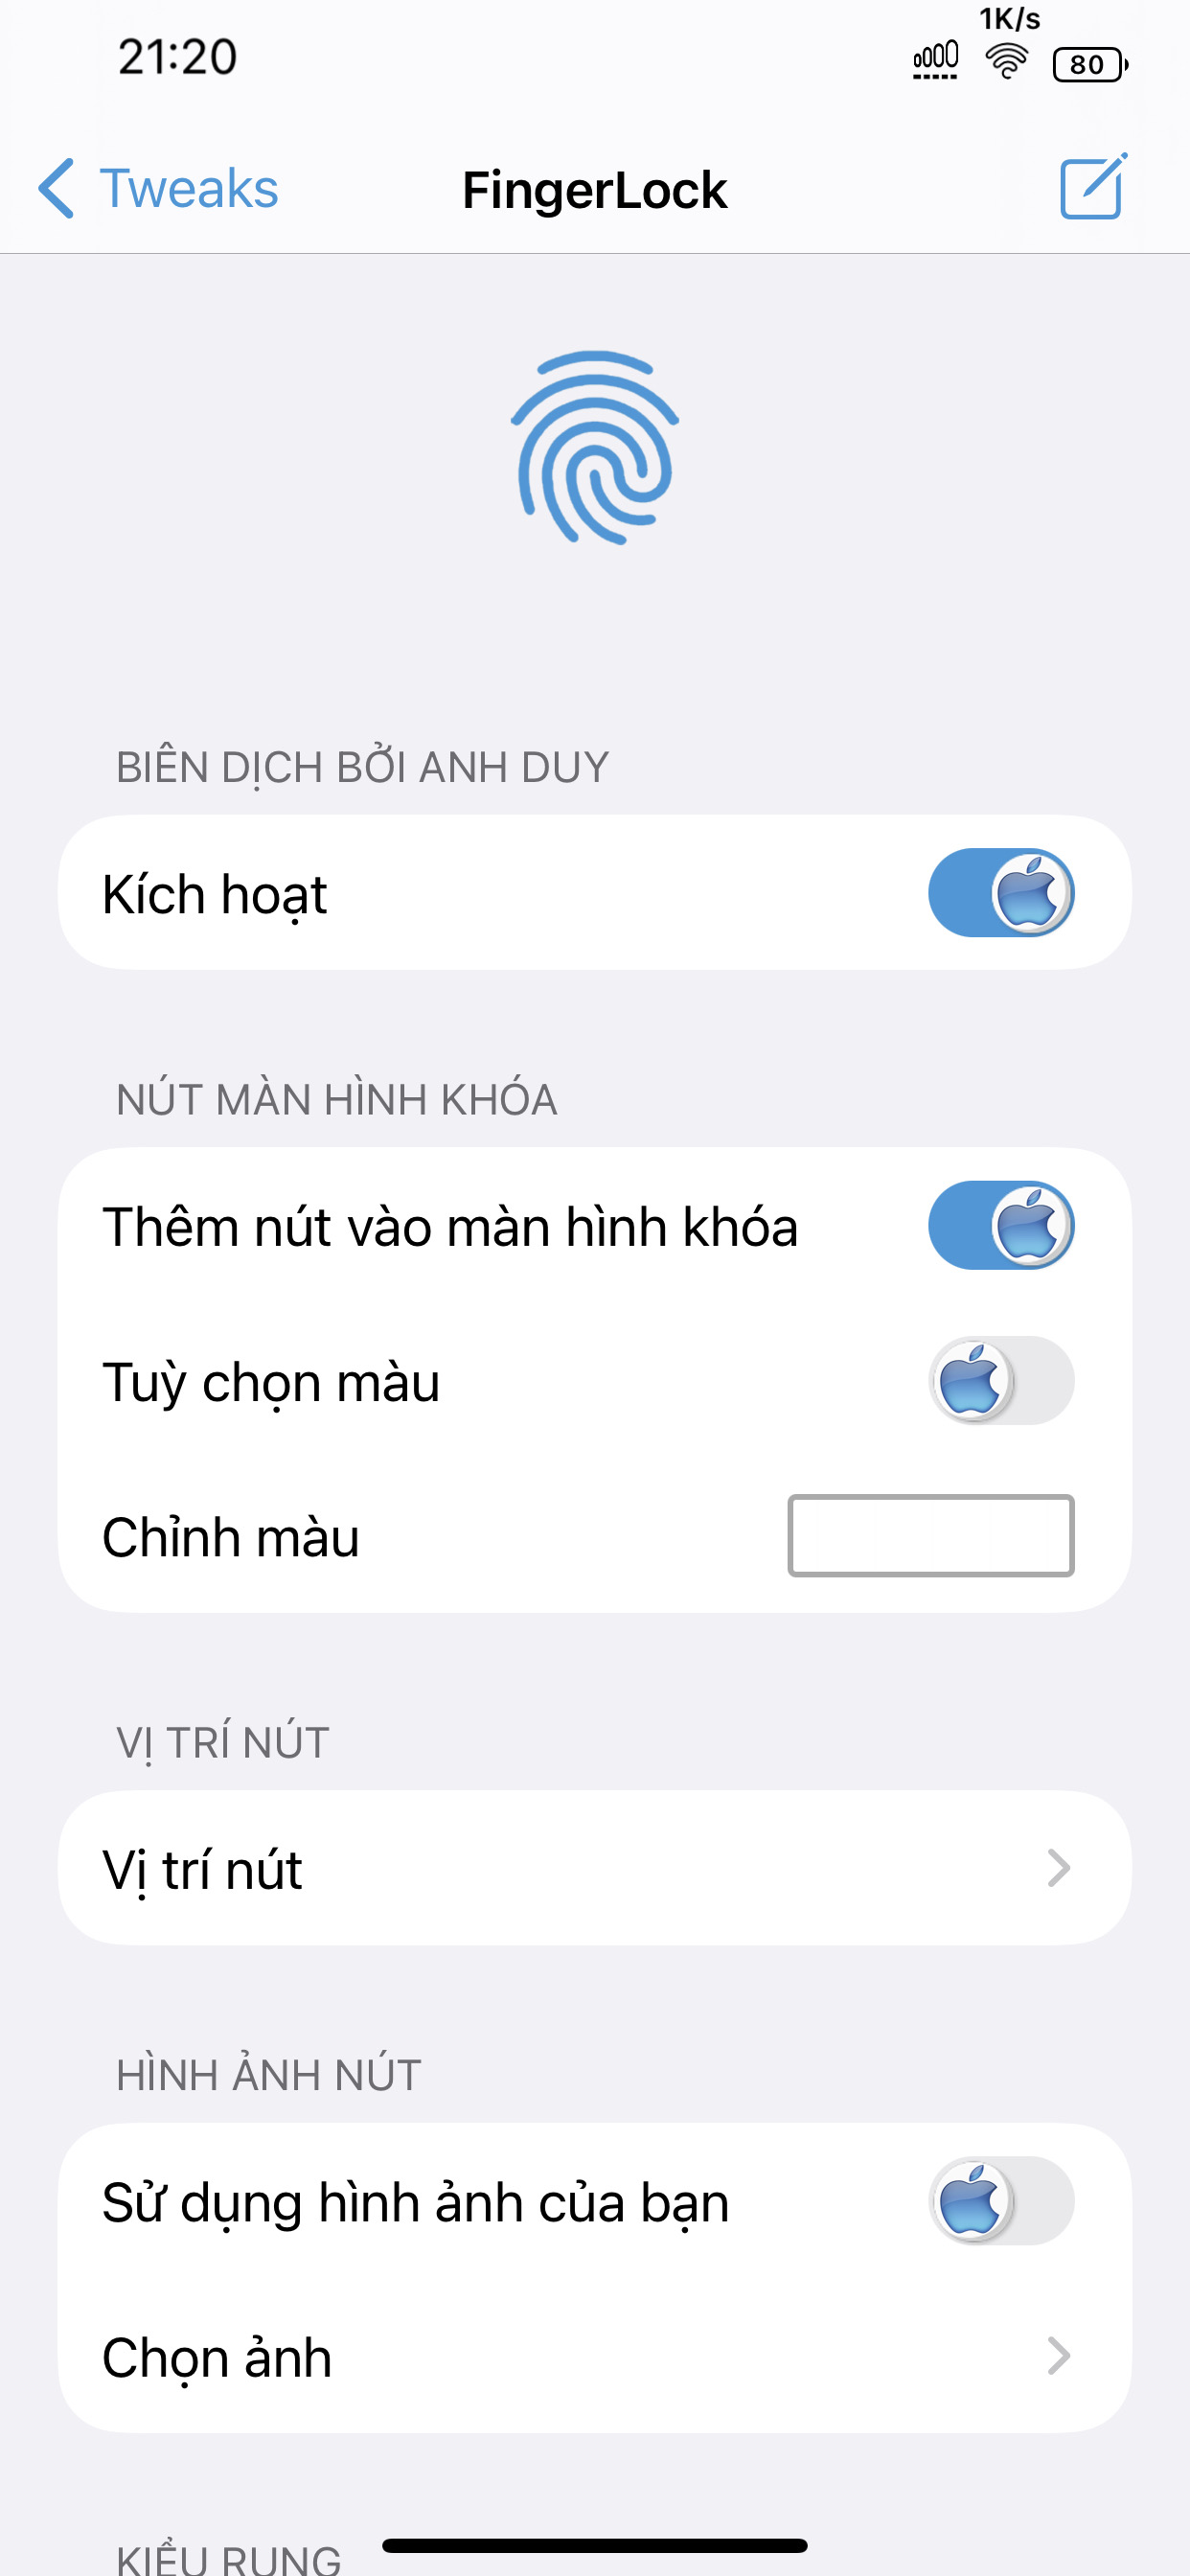 1K/s
21:20
80
Tweaks
FingerLock
BIÊN DỊCH BỞI ANH DUY
Kích hoạt
NÚT MÀN HÌNH KHÓA
Thêm nút vào màn hình khóa
Tuỳ chọn màu
Chỉnh màu
VỊ TRÍ NÚT
Vị trí nút
HÌNH ẢNH NÚT
Sử dụng hình ảnh của bạn
Chọn ảnh
KIỂU RUNG